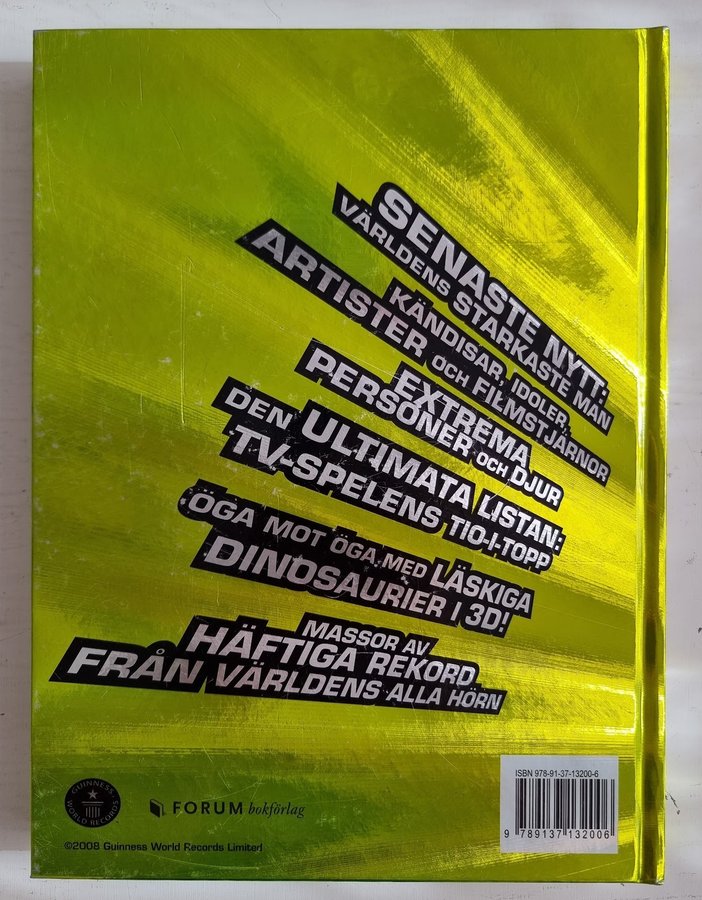 SENASTE NYTT:
VÄRLDENS STARKASTE MAN
KÄNDISAR, IDOLER,
ARTISTER OCH FILMSTJÄRNOR
EXTREMA
PERSONER OCH DJUR
DEN ULTIMATA LISTAN:
TV-SPELENS TIO-I-TOPP
ÖGA MOT ÖGA MED LÄSKIGA
DINOSAURIER I 3D!
MASSOR AV
HÄFTIGA REKORD
FRÅN VÄRLDENS ALLA HÖRN
GUINNESS
WORLD RECORDS
FORUM bokförlag
©2008 Guinness World Records Limited
ISBN 978-91-37-13200-6
9 789137 132006